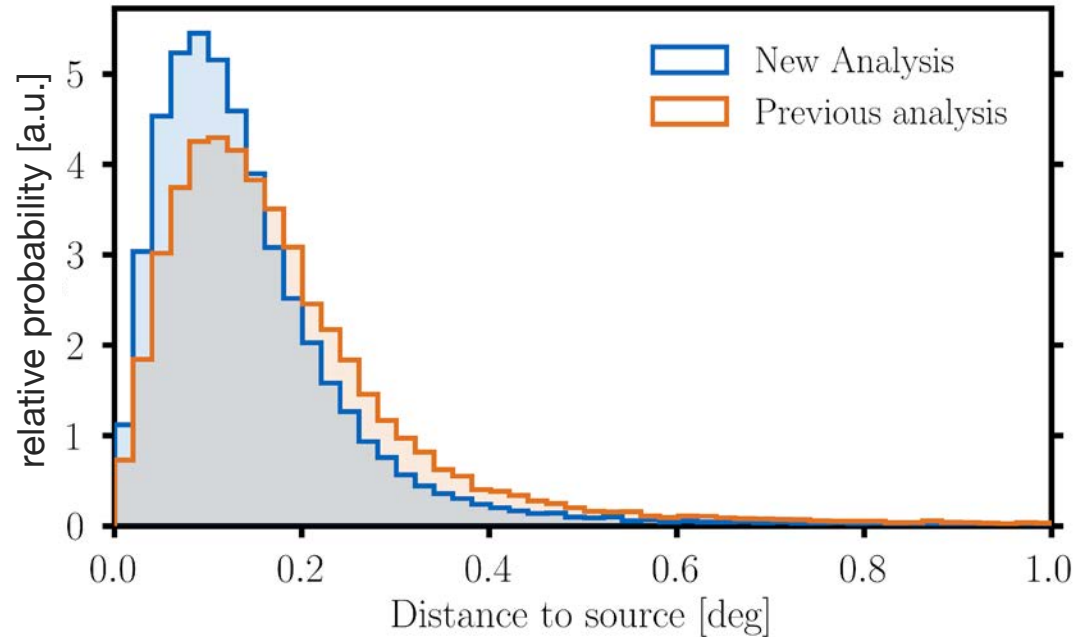 relative probability [a.u.]
5
4
3
2
1
0
New Analysis
Previous analysis
0.0 0.2 0.4 0.6 0.8 1.0
Distance to source [deg]